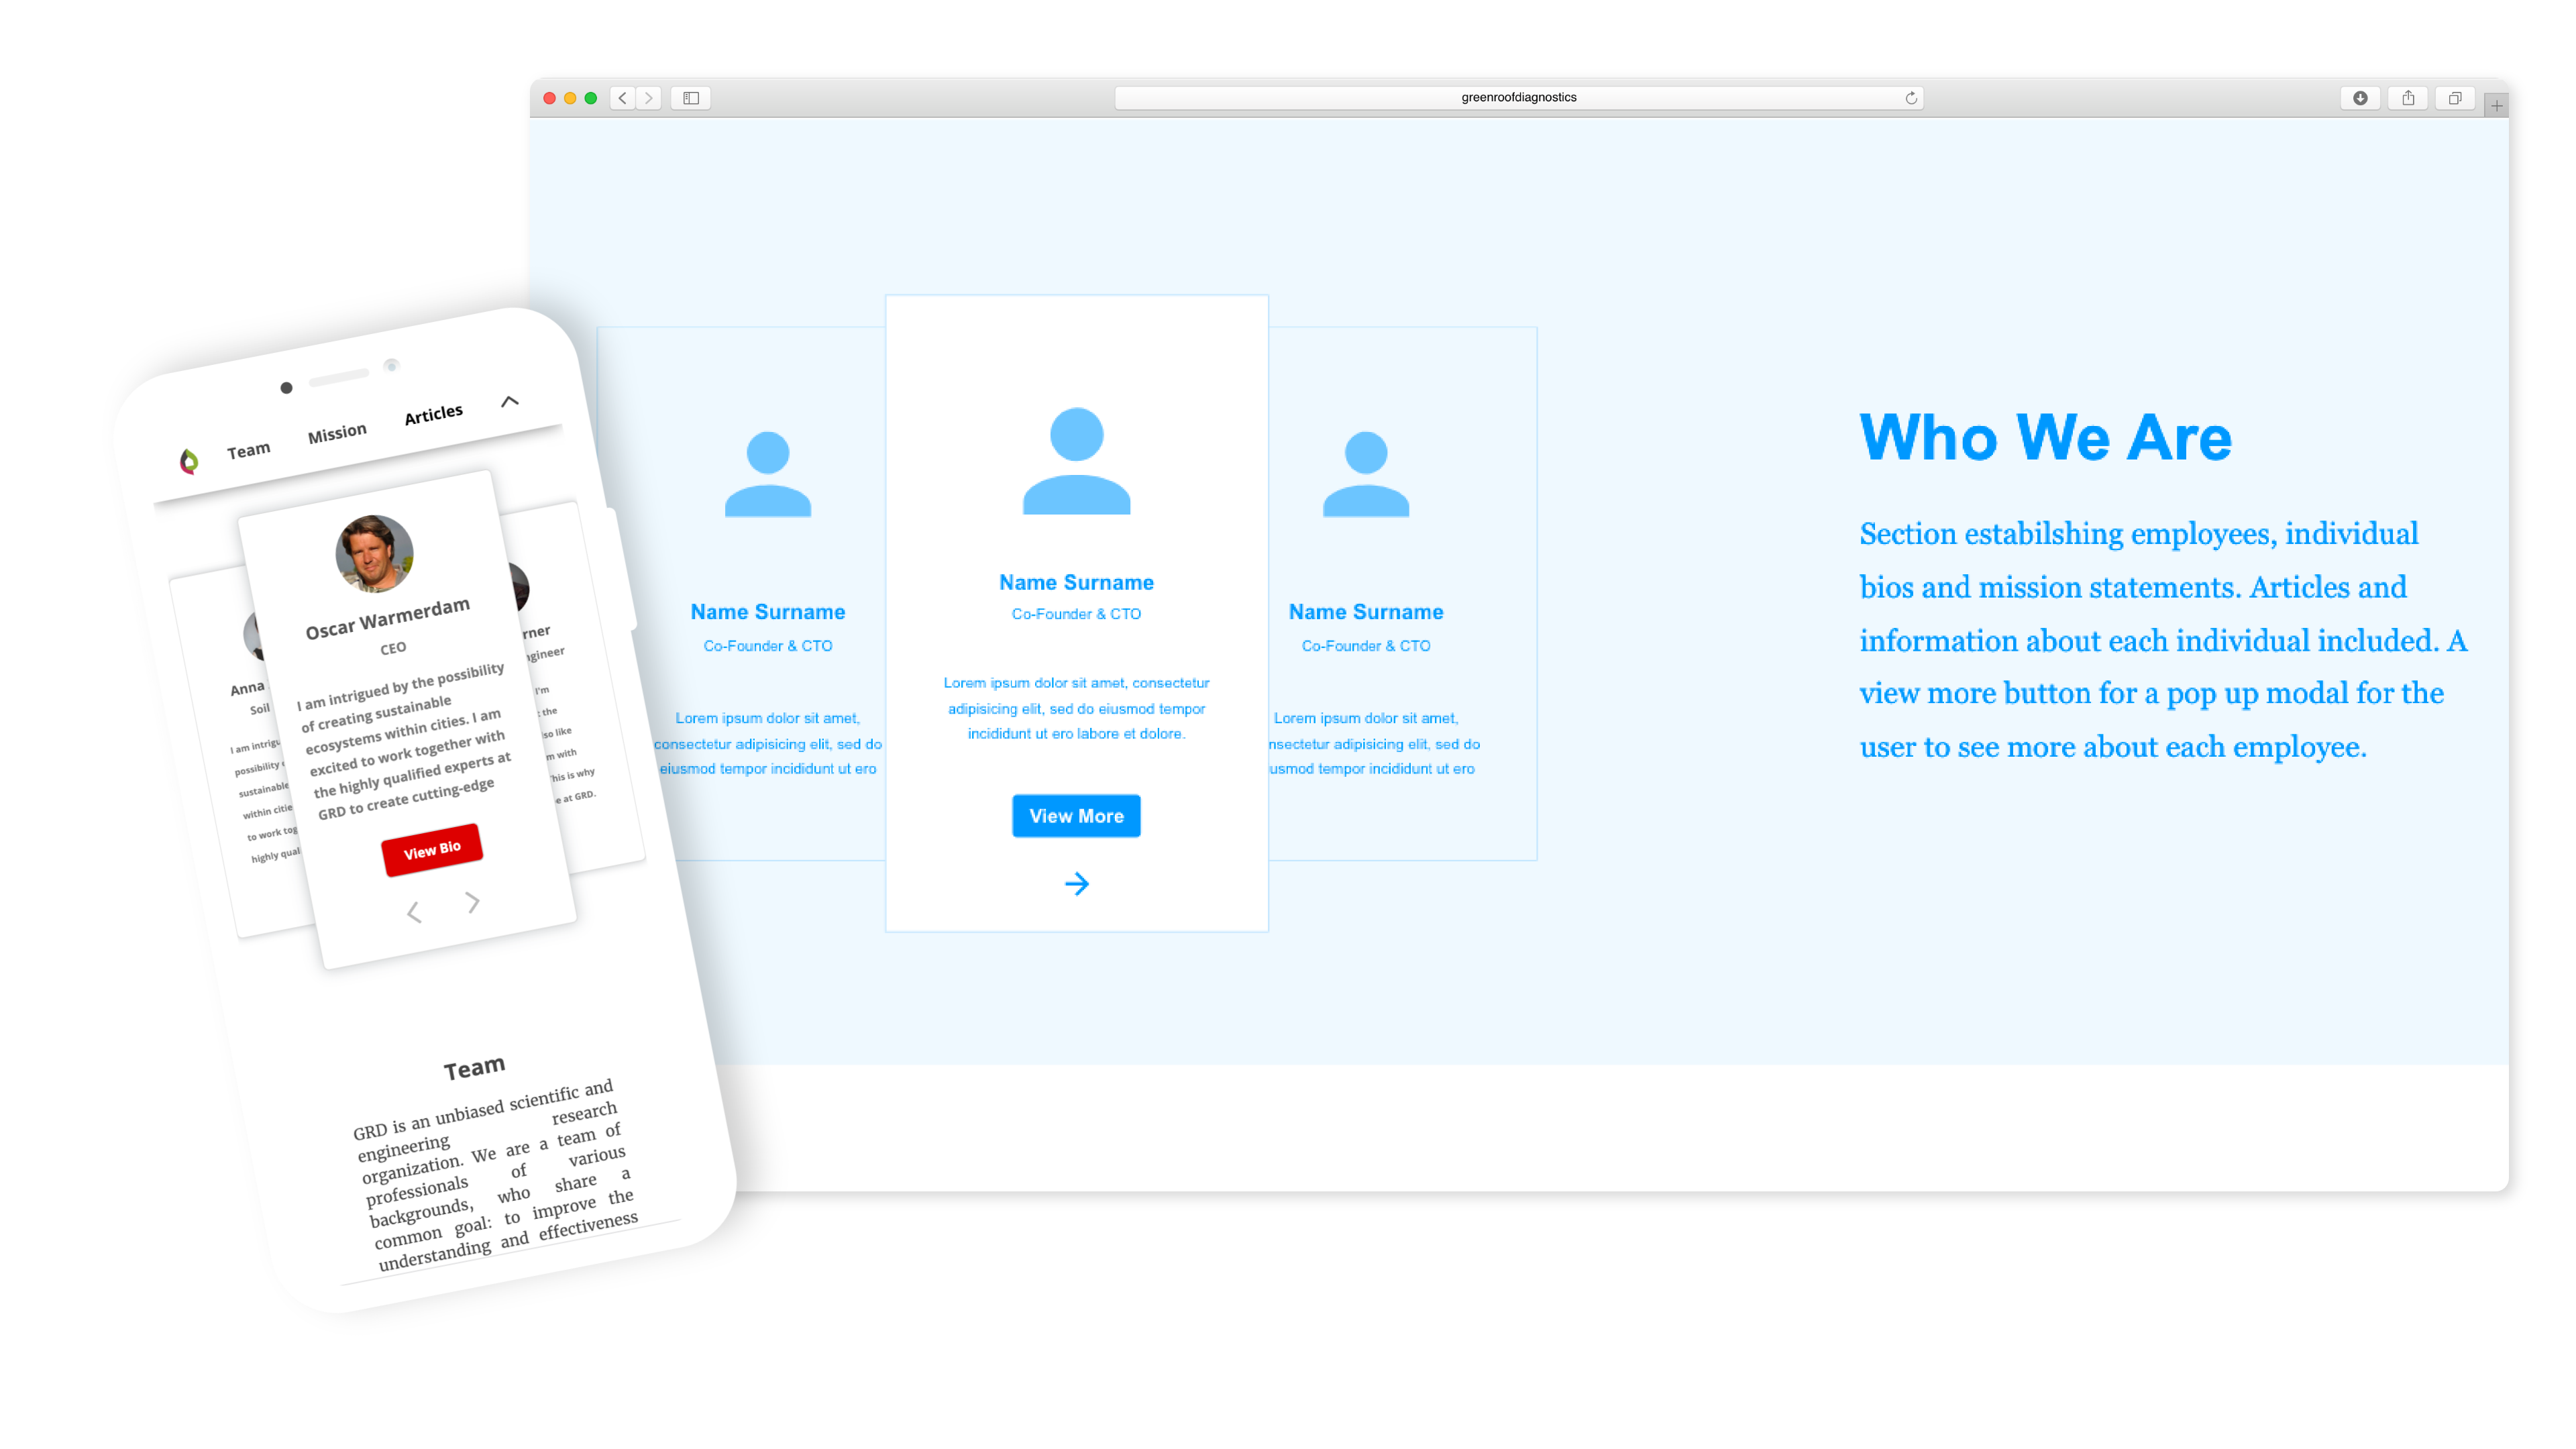 greenroofdiagnostics
Team Mission Articles
Oscar Warmerdam
CEO
I am intrigued by the possibility
of creating sustainable
ecosystems within cities. I am
excited to work together with
the highly qualified experts at
GRD to create cutting-edge
View Bio
Anna
Soil
I am
possibility
sustainable
within
to work
highly
I'm
the
like
with
This is why
at GRD.
Team
GRD is an unbiased scientific and
engineering research
organization. We are a team of
professionals of various
backgrounds, who share a
common goal: to improve the
understanding and effectiveness
Name Surname
Co-Founder & CTO
Lorem ipsum dolor sit amet,
consectetur adipisicing elit, sed do
eiusmod tempor incididunt ut ero
Name Surname
Co-Founder & CTO
Lorem ipsum dolor sit amet, consectetur
adipisicing elit, sed do eiusmod tempor
incididunt ut ero labore et dolore.
View More
Name Surname
Co-Founder & CTO
Lorem ipsum dolor sit amet,
nsectetur adipisicing elit, sed do
usmod tempor incididunt ut ero
Who We Are
Section estabilshing employees, individual
bios and mission statements. Articles and
information about each individual included. A
view more button for a pop up modal for the
user to see more about each employee.